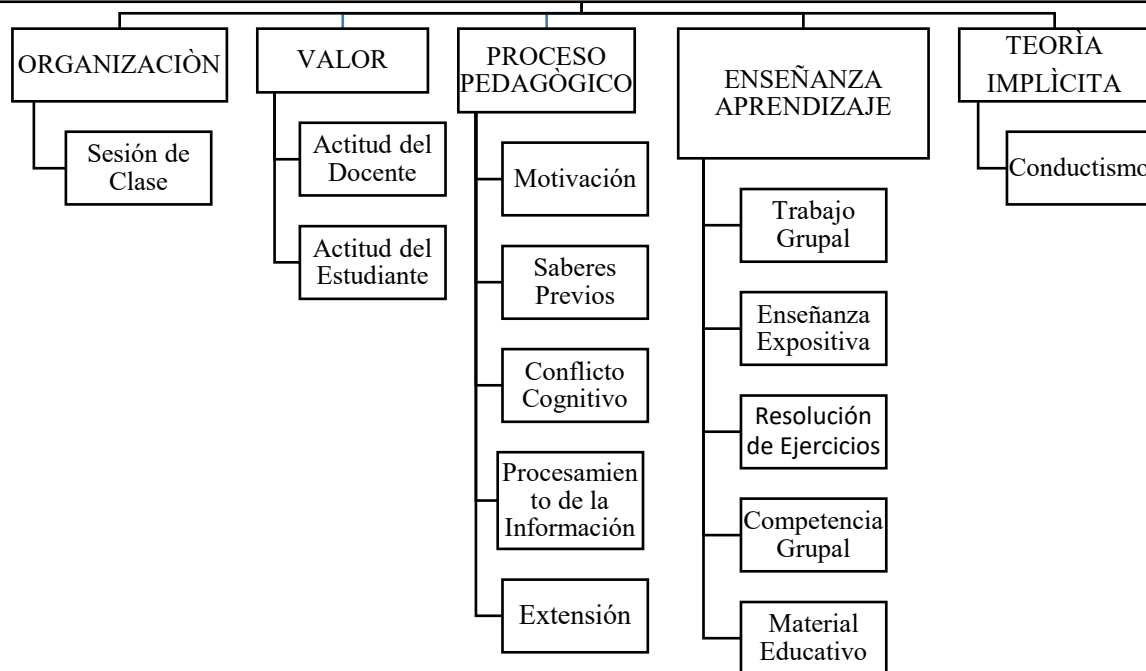 ORGANIZACIÒN
Sesión de
Clase
VALOR
Actitud del
Docente
Actitud del
Estudiante
PROCESO
PEDAGÒGICO
Motivación
Saberes
Previos
Conflicto
Cognitivo
Procesamien
to de la
Información
Extensión
ENSEÑANZA
APRENDIZAJE
Trabajo
Grupal
Enseñanza
Expositiva
Resolución
de Ejercicios
Competencia
Grupal
Material
Educativo
TEORÌA
IMPLÌCITA
Conductismo